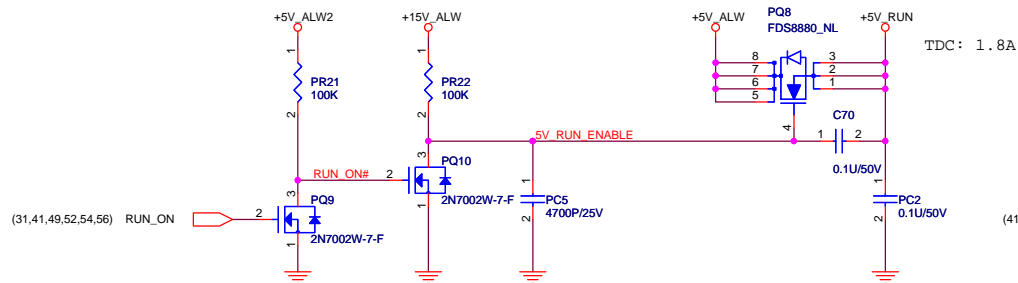 +5V_ALW2
+15V_ALW
+5V_ALW
PQ8
FDS8880_NL
+5V_RUN
TDC: 1.8A
1
PR21
100K
2
1
PR22
100K
2
8
7
6
5
3
2
1
4
C70
1
2
0.1U/50V
5V_RUN_ENABLE
RUN_ON#
2
3
PQ10
2N7002W-7-F
1
1
PC5
4700P/25V
2
1
PC2
0.1U/50V
2
(31,41,49,52,54,56)
RUN_ON
2
3
PQ9
2N7002W-7-F
1
(41